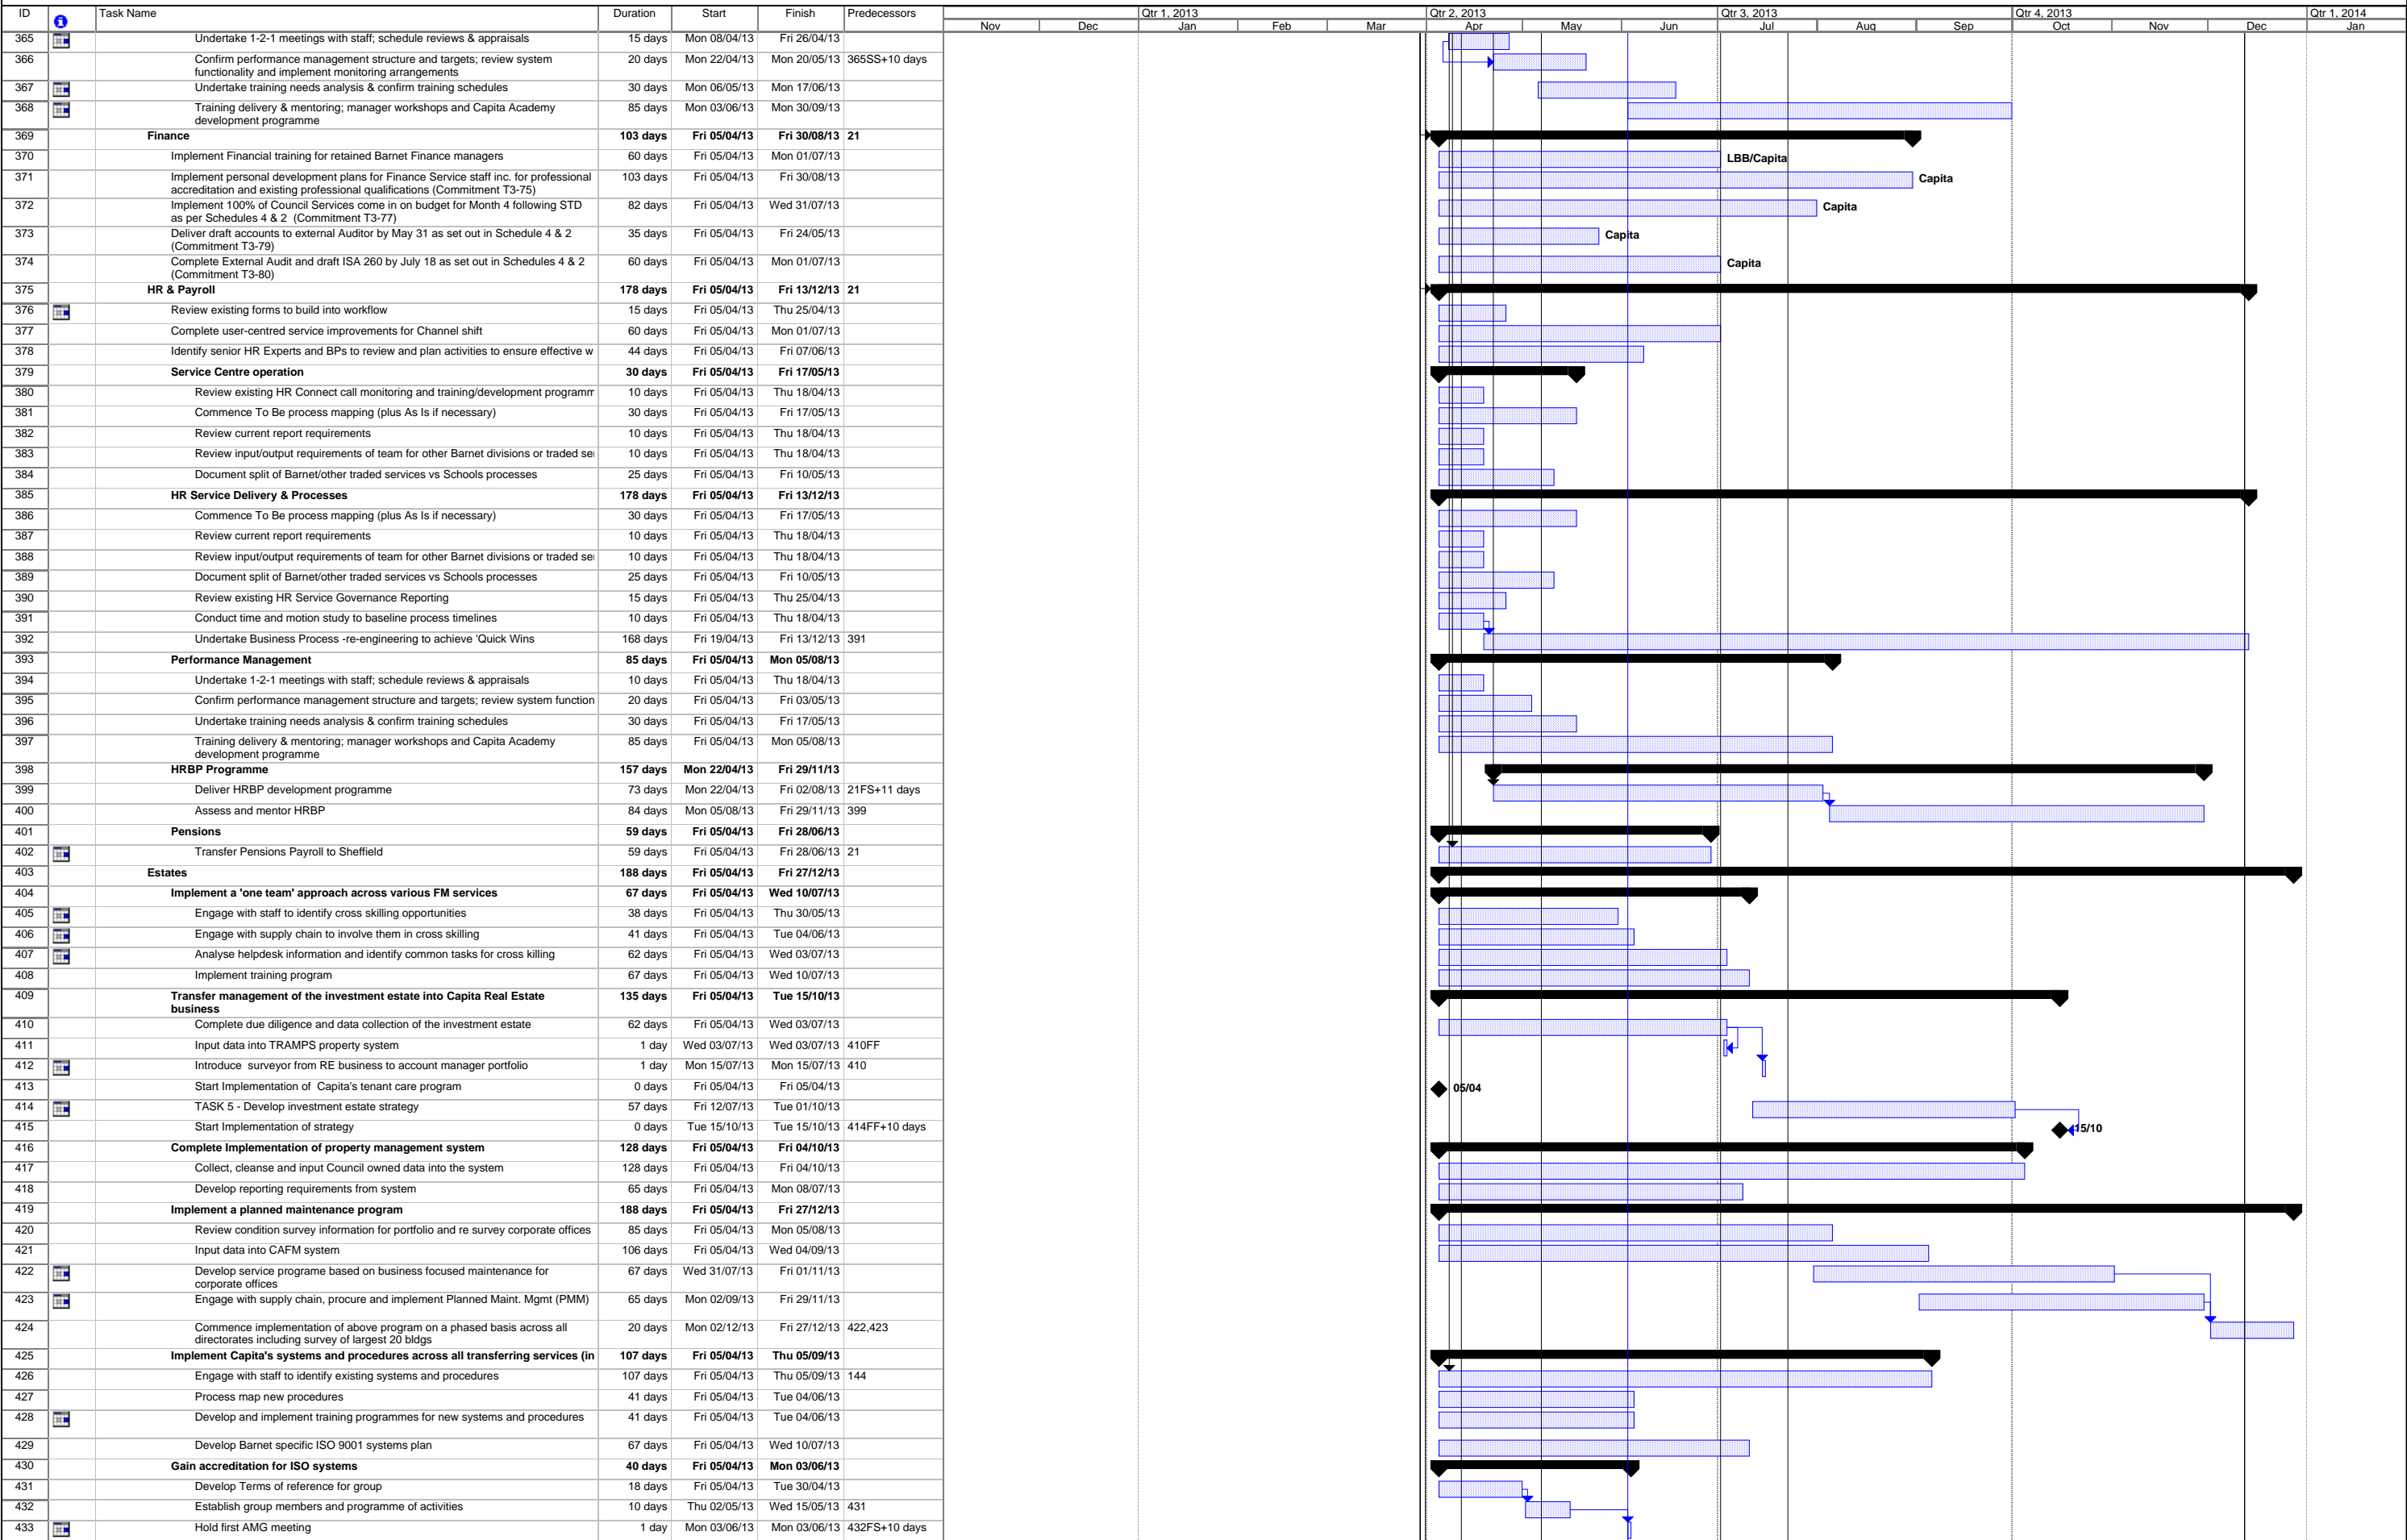 ID Task Name Duration Start Finish Predecessors
Qtr 1, 2013 Qtr 2, 2013 Qtr 3, 2013 Qtr 4, 2013 Qtr 1, 2014
Nov Dec Jan Feb Mar Apr May Jun Jul Aug Sep Oct Nov Dec Jan
365 Undertake 1-2-1 meetings with staff; schedule reviews & appraisals 15 days Mon 08/04/13 Fri 26/04/13
366 Confirm performance management structure and targets; review system 20 days Mon 22/04/13 Mon 20/05/13 365SS+10 days
functionality and implement monitoring arrangements
367 Undertake training needs analysis & confirm training schedules 30 days Mon 06/05/13 Mon 17/06/13
368 Training delivery & mentoring; manager workshops and Capita Academy 85 days Mon 03/06/13 Mon 30/09/13
development programme
369 Finance 103 days Fri 05/04/13 Fri 30/08/13 21
370 Implement Financial training for retained Barnet Finance managers 60 days Fri 05/04/13 Mon 01/07/13 LBB/Capita
371 Implement personal development plans for Finance Service staff inc. for professional 103 days Fri 05/04/13 Fri 30/08/13 Capita
accreditation and existing professional qualifications (Commitment T3-75)
372 Implement 100% of Council Services come in on budget for Month 4 following STD 82 days Fri 05/04/13 Wed 31/07/13 Capita
as per Schedules 4 & 2 (Commitment T3-77)
373 Deliver draft accounts to external Auditor by May 31 as set out in Schedule 4 & 2 35 days Fri 05/04/13 Fri 24/05/13 Capita
(Commitment T3-79)
374 Complete External Audit and draft ISA 260 by July 18 as set out in Schedules 4 & 2 60 days Fri 05/04/13 Mon 01/07/13 Capita
(Commitment T3-80)
375 HR & Payroll 178 days Fri 05/04/13 Fri 13/12/13 21
376 Review existing forms to build into workflow 15 days Fri 05/04/13 Thu 25/04/13
377 Complete user-centred service improvements for Channel shift 60 days Fri 05/04/13 Mon 01/07/13
378 Identify senior HR Experts and BPs to review and plan activities to ensure effective w 44 days Fri 05/04/13 Fri 07/06/13
379 Service Centre operation 30 days Fri 05/04/13 Fri 17/05/13
380 Review existing HR Connect call monitoring and training/development programm 10 days Fri 05/04/13 Thu 18/04/13
381 Commence To Be process mapping (plus As Is if necessary) 30 days Fri 05/04/13 Fri 17/05/13
382 Review current report requirements 10 days Fri 05/04/13 Thu 18/04/13
383 Review input/output requirements of team for other Barnet divisions or traded se 10 days Fri 05/04/13 Thu 18/04/13
384 Document split of Barnet/other traded services vs Schools processes 25 days Fri 05/04/13 Fri 10/05/13
385 HR Service Delivery & Processes 178 days Fri 05/04/13 Fri 13/12/13
386 Commence To Be process mapping (plus As Is if necessary) 30 days Fri 05/04/13 Fri 17/05/13
387 Review current report requirements 10 days Fri 05/04/13 Thu 18/04/13
388 Review input/output requirements of team for other Barnet divisions or traded se 10 days Fri 05/04/13 Thu 18/04/13
389 Document split of Barnet/other traded services vs Schools processes 25 days Fri 05/04/13 Fri 10/05/13
390 Review existing HR Service Governance Reporting 15 days Fri 05/04/13 Thu 25/04/13
391 Conduct time and motion study to baseline process timelines 10 days Fri 05/04/13 Thu 18/04/13
392 Undertake Business Process -re-engineering to achieve 'Quick Wins 168 days Fri 19/04/13 Fri 13/12/13 391
393 Performance Management 85 days Fri 05/04/13 Mon 05/08/13
394 Undertake 1-2-1 meetings with staff; schedule reviews & appraisals 10 days Fri 05/04/13 Thu 18/04/13
395 Confirm performance management structure and targets; review system function 20 days Fri 05/04/13 Fri 03/05/13
396 Undertake training needs analysis & confirm training schedules 30 days Fri 05/04/13 Fri 17/05/13
397 Training delivery & mentoring; manager workshops and Capita Academy 85 days Fri 05/04/13 Mon 05/08/13
development programme
398 HRBP Programme 157 days Mon 22/04/13 Fri 29/11/13
399 Deliver HRBP development programme 73 days Mon 22/04/13 Fri 02/08/13 21FS+11 days
400 Assess and mentor HRBP 84 days Mon 05/08/13 Fri 29/11/13 399
401 Pensions 59 days Fri 05/04/13 Fri 28/06/13
402 Transfer Pensions Payroll to Sheffield 59 days Fri 05/04/13 Fri 28/06/13 21
403 Estates 188 days Fri 05/04/13 Fri 27/12/13
404 Implement a 'one team' approach across various FM services 67 days Fri 05/04/13 Wed 10/07/13
405 Engage with staff to identify cross skilling opportunities 38 days Fri 05/04/13 Thu 30/05/13
406 Engage with supply chain to involve them in cross skilling 41 days Fri 05/04/13 Tue 04/06/13
407 Analyse helpdesk information and identify common tasks for cross killing 62 days Fri 05/04/13 Wed 03/07/13
408 Implement training program 67 days Fri 05/04/13 Wed 10/07/13
409 Transfer management of the investment estate into Capita Real Estate 135 days Fri 05/04/13 Tue 15/10/13
business
410 Complete due diligence and data collection of the investment estate 62 days Fri 05/04/13 Wed 03/07/13
411 Input data into TRAMPS property system 1 day Wed 03/07/13 Wed 03/07/13 410FF
412 Introduce surveyor from RE business to account manager portfolio 1 day Mon 15/07/13 Mon 15/07/13 410
413 Start Implementation of Capita's tenant care program 0 days Fri 05/04/13 Fri 05/04/13 05/04
414 TASK 5 - Develop investment estate strategy 57 days Fri 12/07/13 Tue 01/10/13
415 Start Implementation of strategy 0 days Tue 15/10/13 Tue 15/10/13 414FF+10 days 15/10
416 Complete Implementation of property management system 128 days Fri 05/04/13 Fri 04/10/13
417 Collect, cleanse and input Council owned data into the system 128 days Fri 05/04/13 Fri 04/10/13
418 Develop reporting requirements from system 65 days Fri 05/04/13 Mon 08/07/13
419 Implement a planned maintenance program 188 days Fri 05/04/13 Fri 27/12/13
420 Review condition survey information for portfolio and re survey corporate offices 85 days Fri 05/04/13 Mon 05/08/13
421 Input data into CAFM system 106 days Fri 05/04/13 Wed 04/09/13
422 Develop service programe based on business focused maintenance for 67 days Wed 31/07/13 Fri 01/11/13
corporate offices
423 Engage with supply chain, procure and implement Planned Maint. Mgmt (PMM) 65 days Mon 02/09/13 Fri 29/11/13
424 Commence implementation of above program on a phased basis across all 20 days Mon 02/12/13 Fri 27/12/13 422,423
directorates including survey of largest 20 bldgs
425 Implement Capita's systems and procedures across all transferring services (in 107 days Fri 05/04/13 Thu 05/09/13
426 Engage with staff to identify existing systems and procedures 107 days Fri 05/04/13 Thu 05/09/13 144
427 Process map new procedures 41 days Fri 05/04/13 Tue 04/06/13
428 Develop and implement training programmes for new systems and procedures 41 days Fri 05/04/13 Tue 04/06/13
429 Develop Barnet specific ISO 9001 systems plan 67 days Fri 05/04/13 Wed 10/07/13
430 Gain accreditation for ISO systems 40 days Fri 05/04/13 Mon 03/06/13
431 Develop Terms of reference for group 18 days Fri 05/04/13 Tue 30/04/13
432 Establish group members and programme of activities 10 days Thu 02/05/13 Wed 15/05/13 431
433 Hold first AMG meeting 1 day Mon 03/06/13 Mon 03/06/13 432FS+10 days